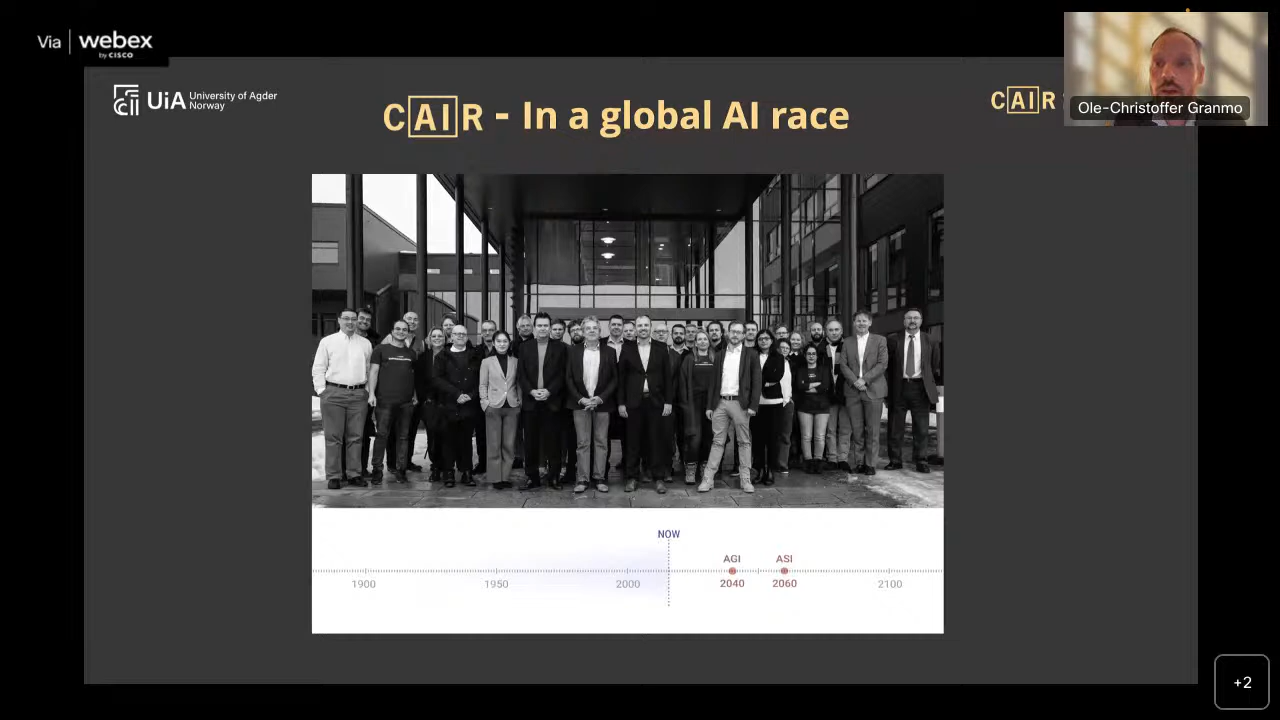 Via webex
by CISCO
UiA University of Agder
Norway
CAIR - In a global AI race
CAIR
Ole-Christoffer Granmo
NOW
AGI ASI
1900 1950 2000 2040 2060 2100
+2